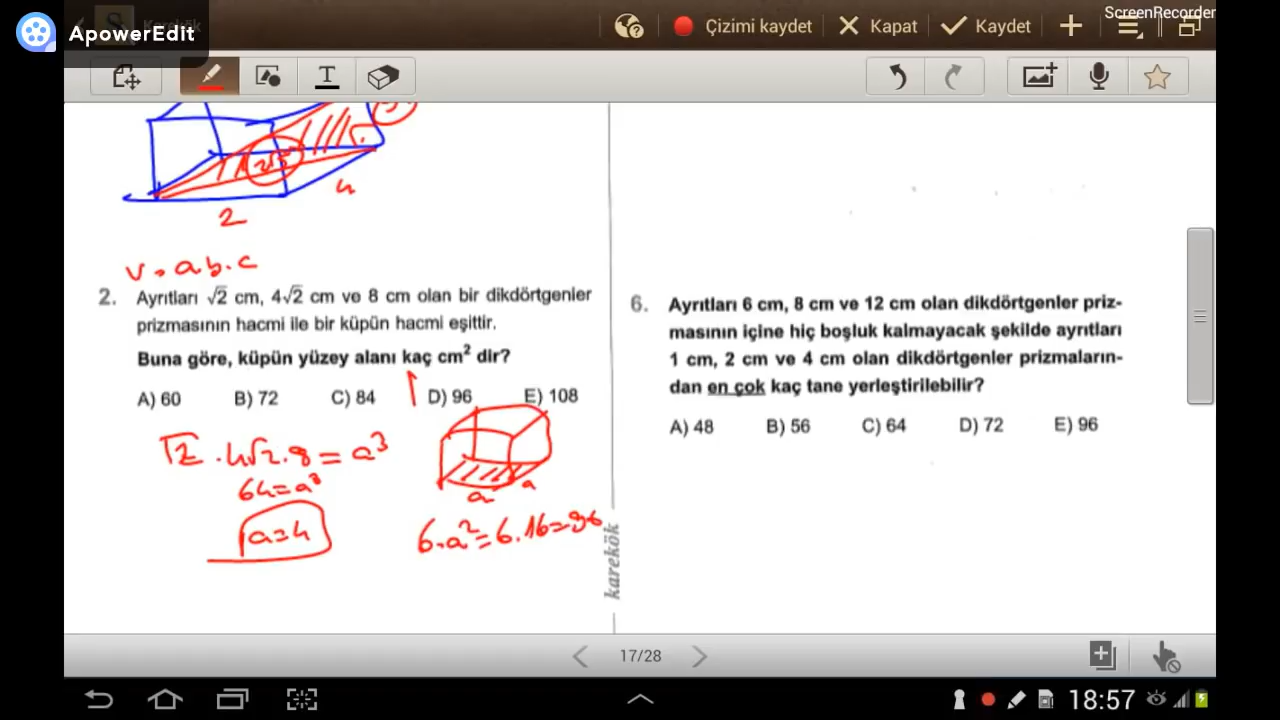 ScreenRecorder
ApowerEdit
Karekök
Çizimi kaydet
Kapat
Kaydet
T
2
4
V = a b . c
2. Ayrıtları √2 cm, 4√2 cm ve 8 cm olan bir dikdörtgenler
prizmasının hacmi ile bir küpün hacmi eşittir.
Buna göre, küpün yüzey alanı kaç cm² dir?
A) 60 B) 72 C) 84 D) 96 E) 108
√2 . 4√2 . 8 = a³
64 = a³
a = 4
a a
6.a² = 6.16 = 96
karekök
6. Ayrıtları 6 cm, 8 cm ve 12 cm olan dikdörtgenler priz-
masının içine hiç boşluk kalmayacak şekilde ayrıtları
1 cm, 2 cm ve 4 cm olan dikdörtgenler prizmaların-
dan en çok kaç tane yerleştirilebilir?
A) 48 B) 56 C) 64 D) 72 E) 96
17/28
18:57